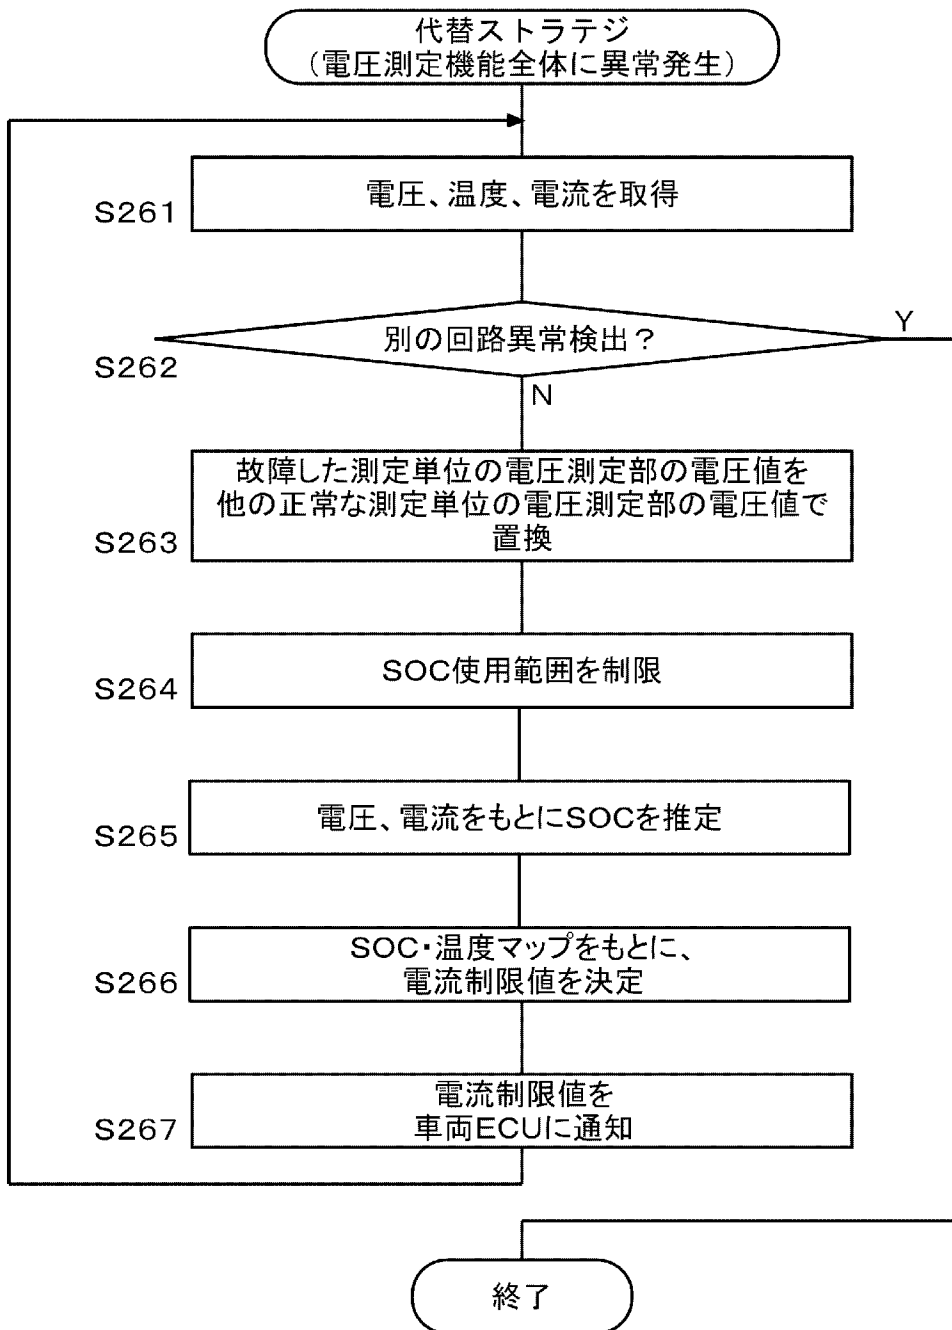 代替ストラテジ
(電圧測定機能全体に異常発生)
S261
電圧、温度、電流を取得
S262
別の回路異常検出？
Y
N
S263
故障した測定単位の電圧測定部の電圧値を
他の正常な測定単位の電圧測定部の電圧値で
置換
S264
SOC使用範囲を制限
S265
電圧、電流をもとにSOCを推定
S266
SOC・温度マップをもとに、
電流制限値を決定
S267
電流制限値を
車両ECUに通知
終了